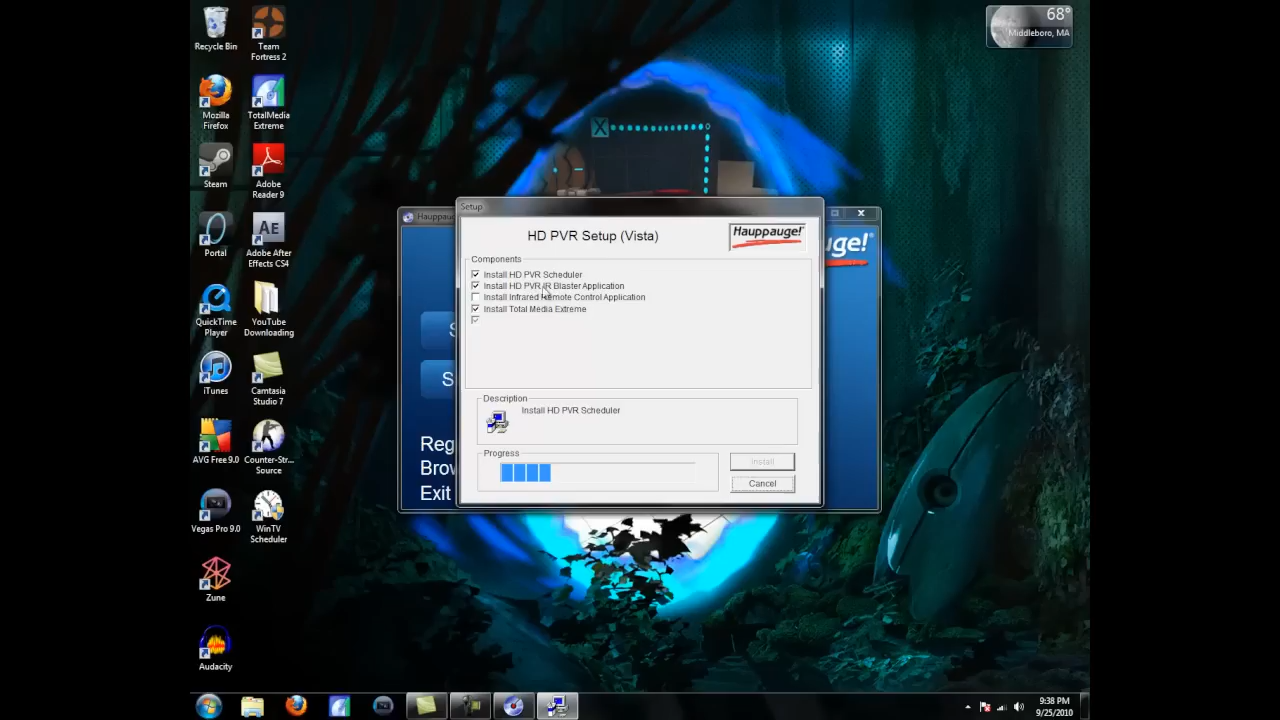 Recycle Bin
Team
Fortress 2
68°
Middleboro, MA
Mozilla
Firefox
TotalMedia
Extreme
Steam
Adobe
Reader 9
Portal
AE
Adobe After
Effects CS4
QuickTime
Player
YouTube
Downloading
iTunes
Camtasia
Studio 7
AVG Free 9.0
Counter-Str...
Source
Vegas Pro 9.0
WinTV
Scheduler
Zune
Audacity
Setup
HD PVR Setup (Vista)
Hauppauge!
Components
Install HD PVR Scheduler
Install HD PVR IR Blaster Application
Install Infrared Remote Control Application
Install Total Media Extreme
Description
Install HD PVR Scheduler
Progress
Install
Cancel
Exit
9:38 PM
9/25/2010